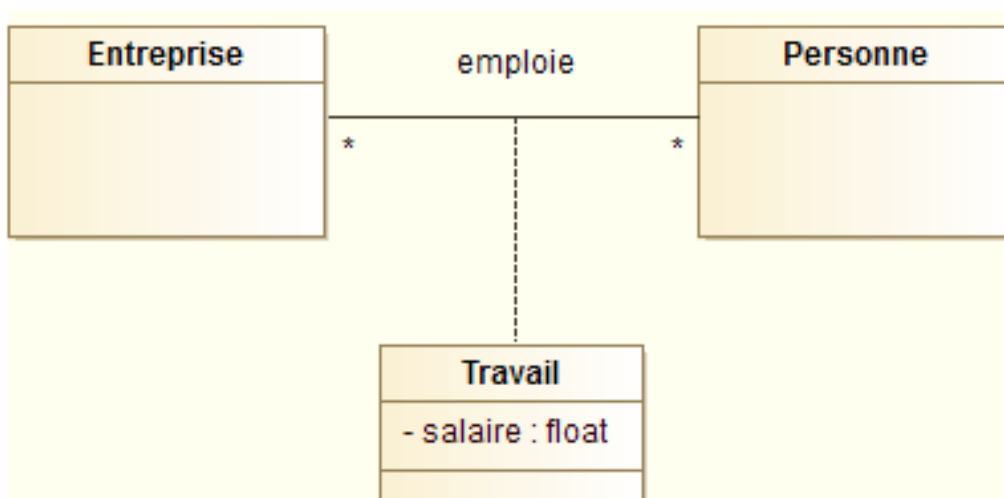 Entreprise
emploie
Personne
*
*
Travail
- salaire : float